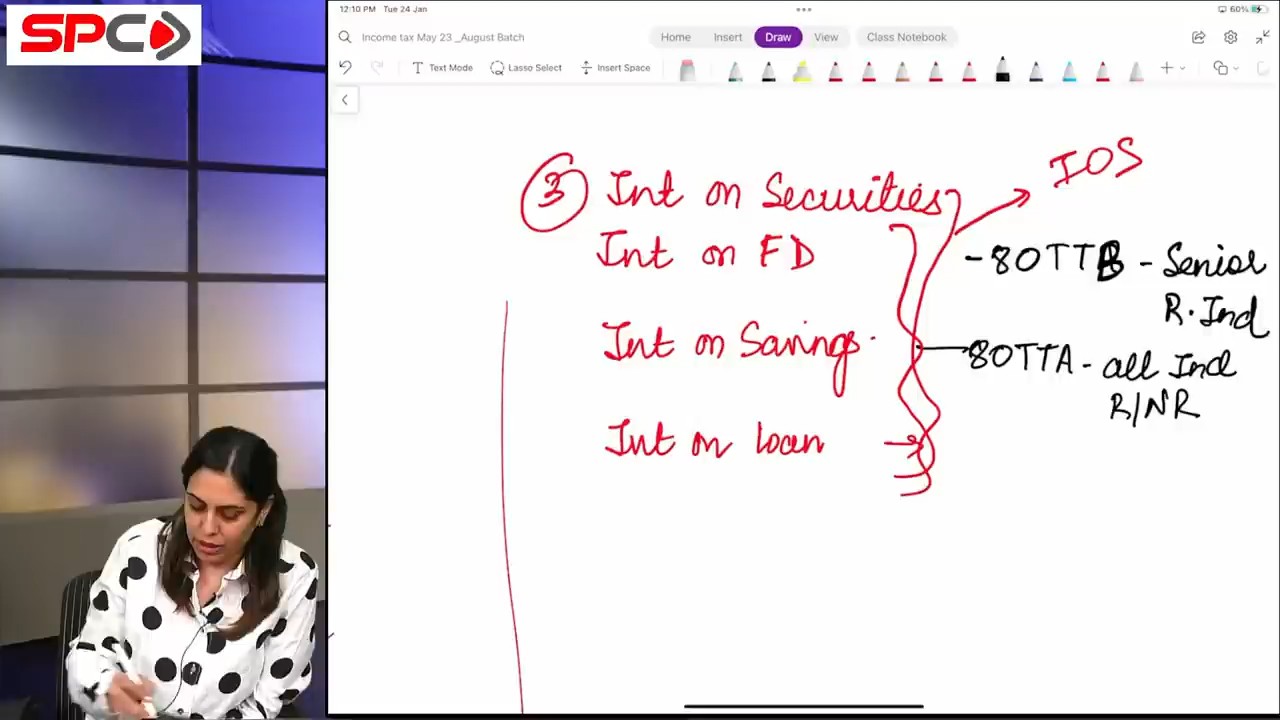 SPC
12:10 PM Tue 24 Jan
60%
Income tax May 23 _August Batch
Home Insert Draw View Class Notebook
Text Mode Lasso Select Insert Space
IOS
③ Int on Securities
Int on FD
-80TTB - Senior
R. Ind
Int on Savings
80TTA - all Ind
R/NR
Int on loan